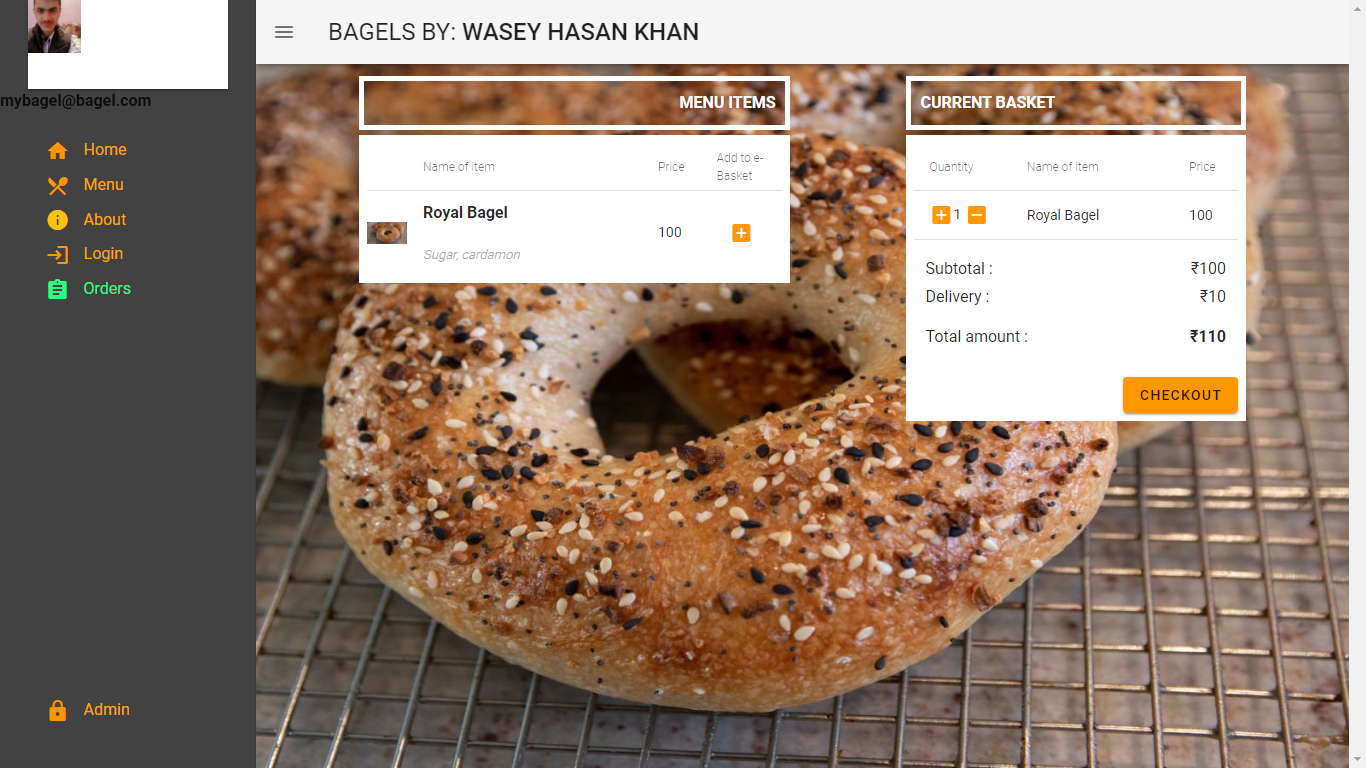 BAGELS BY: WASEY HASAN KHAN
mybagel@bagel.com
Home
Menu
About
Login
Orders
Admin
MENU ITEMS
Name of item Price Add to e-
Basket
Royal Bagel
100
Sugar, cardamon
CURRENT BASKET
Quantity Name of item Price
1 Royal Bagel 100
Subtotal : ₹100
Delivery : ₹10
Total amount : ₹110
CHECKOUT